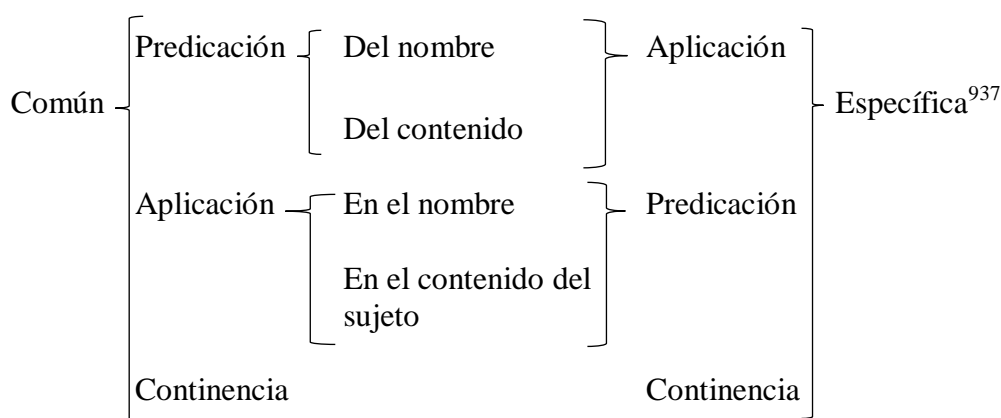 Predicación Del nombre Aplicación
Común Específica937
Del contenido
Aplicación En el nombre Predicación
En el contenido del
sujeto
Continencia Continencia